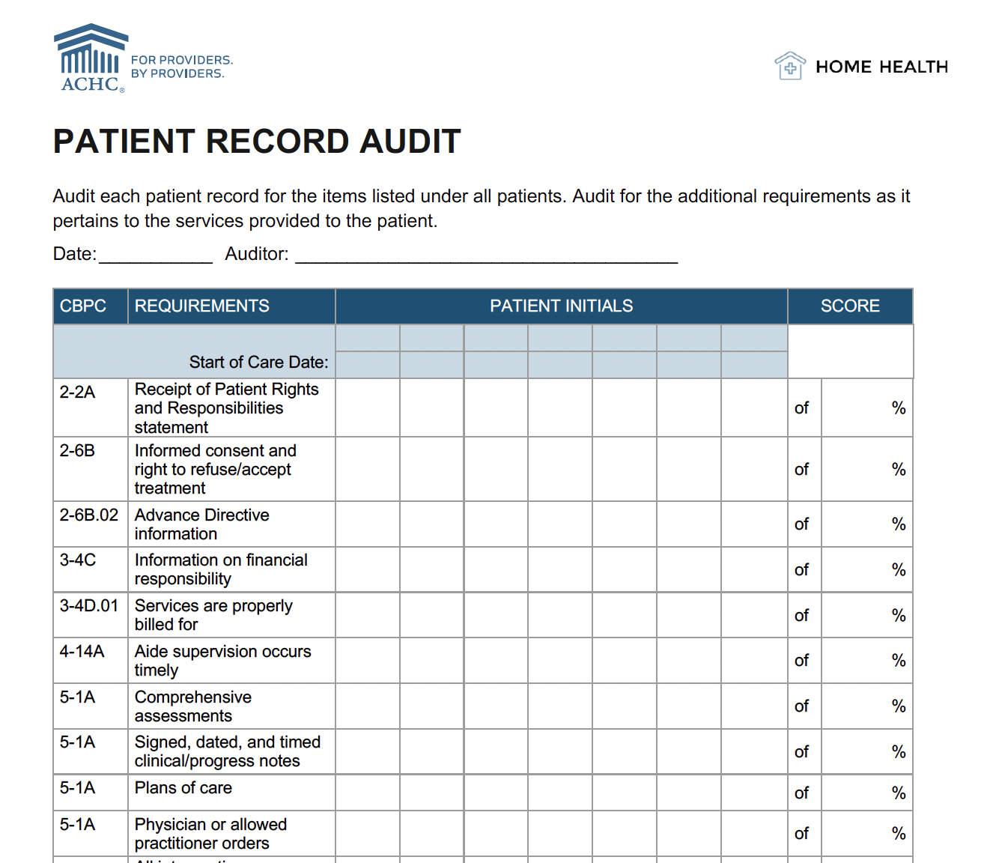 FOR PROVIDERS.
BY PROVIDERS.
ACHC®
HOME HEALTH
PATIENT RECORD AUDIT
Audit each patient record for the items listed under all patients. Audit for the additional requirements as it
pertains to the services provided to the patient.
Date:___________ Auditor: _____________________________________
CBPC REQUIREMENTS PATIENT INITIALS SCORE
Start of Care Date:
2-2A Receipt of Patient Rights
and Responsibilities
statement
of %
2-6B Informed consent and
right to refuse/accept
treatment
of %
2-6B.02 Advance Directive
information
of %
3-4C Information on financial
responsibility
of %
3-4D.01 Services are properly
billed for
of %
4-14A Aide supervision occurs
timely
of %
5-1A Comprehensive
assessments
of %
5-1A Signed, dated, and timed
clinical/progress notes
of %
5-1A Plans of care
of %
5-1A Physician or allowed
practitioner orders
of %